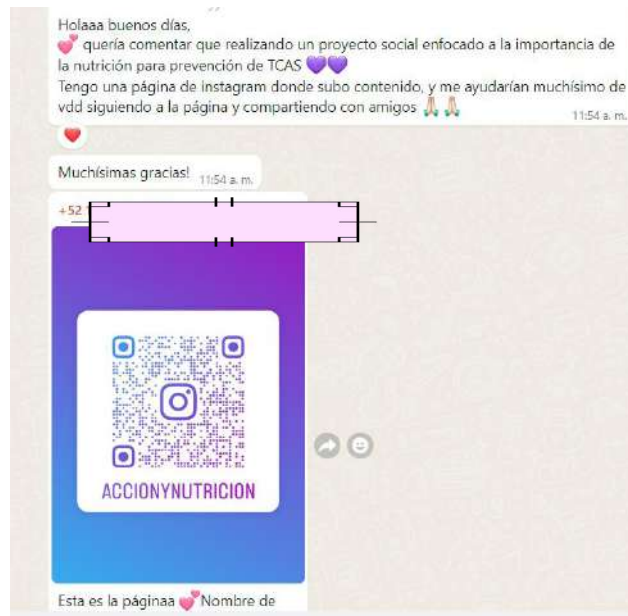 Holaaa buenos días,
💕 quería comentar que realizando un proyecto social enfocado a la importancia de
la nutrición para prevención de TCAS 💜💜
Tengo una página de instagram donde subo contenido, y me ayudarían muchísimo de
vdd siguiendo a la página y compartiendo con amigos 🙏🏻 🙏🏻
11:54 a. m.
Muchísimas gracias! 11:54 a. m.
+52
ACCIONYNUTRICION
Esta es la páginaa 💕Nombre de